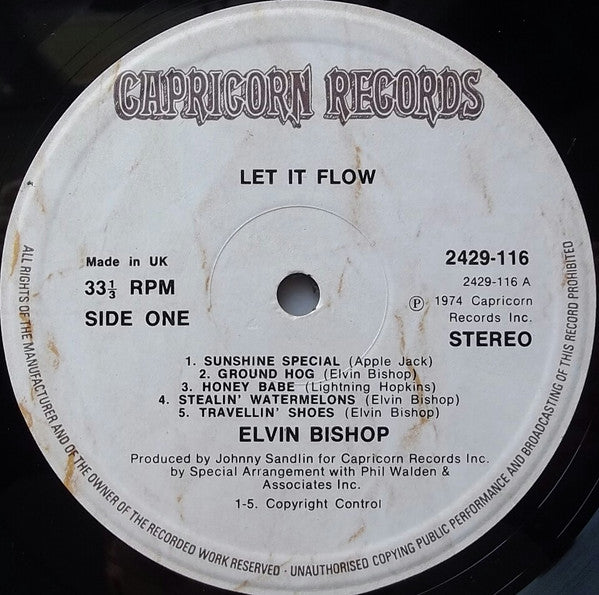 CAPRICORN RECORDS
LET IT FLOW
Made in UK
33⅓ RPM
SIDE ONE
2429-116
2429-116 A
Ⓟ 1974 Capricorn
Records Inc.
STEREO
1. SUNSHINE SPECIAL (Apple Jack)
2. GROUND HOG (Elvin Bishop)
3. HONEY BABE (Lightning Hopkins)
4. STEALIN' WATERMELONS (Elvin Bishop)
5. TRAVELLIN' SHOES (Elvin Bishop)
ELVIN BISHOP
Produced by Johnny Sandlin for Capricorn Records Inc.
by Special Arrangement with Phil Walden &
Associates Inc.
1-5. Copyright Control
ALL RIGHTS OF THE MANUFACTURER AND OF THE OWNER OF THE RECORDED WORK RESERVED - UNAUTHORISED COPYING PUBLIC PERFORMANCE AND BROADCASTING OF THIS RECORD PROHIBITED